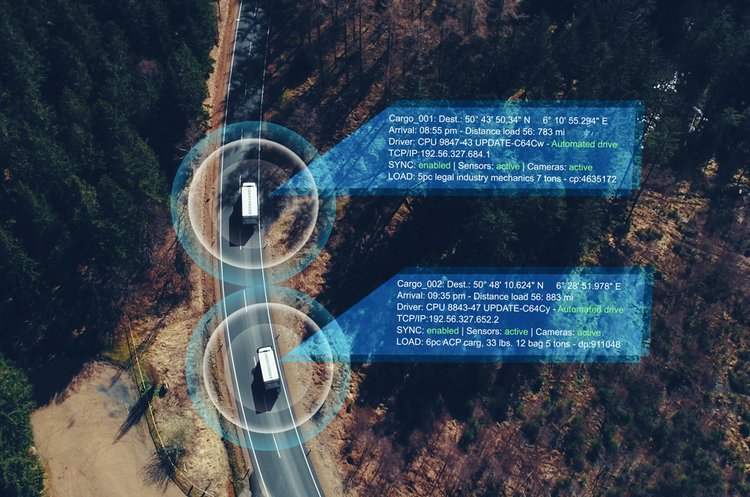 Cargo_001: Dest.: 50° 43' 50.34" N 6° 10' 55.294" E
Arrival: 08:55 pm - Distance load 56: 783 mi
Driver: CPU 9847-43 UPDATE-C64Cw - Automated drive
TCP/IP:192.56.327.684.1
SYNC: enabled | Sensors: active | Cameras: active
LOAD: 5pc legal industry mechanics 7 tons - cp:4635172
Cargo_002: Dest.: 50° 48' 10.624" N 6° 28' 51.978" E
Arrival: 09:35 pm - Distance load 56: 883 mi
Driver: CPU 8843-47 UPDATE-C64Cy - Automated drive
TCP/IP:192.56.327.652.2
SYNC: enabled | Sensors: active | Cameras: active
LOAD: 6pc ACP carg, 33 lbs. 12 bag 5 tons - dp:911048